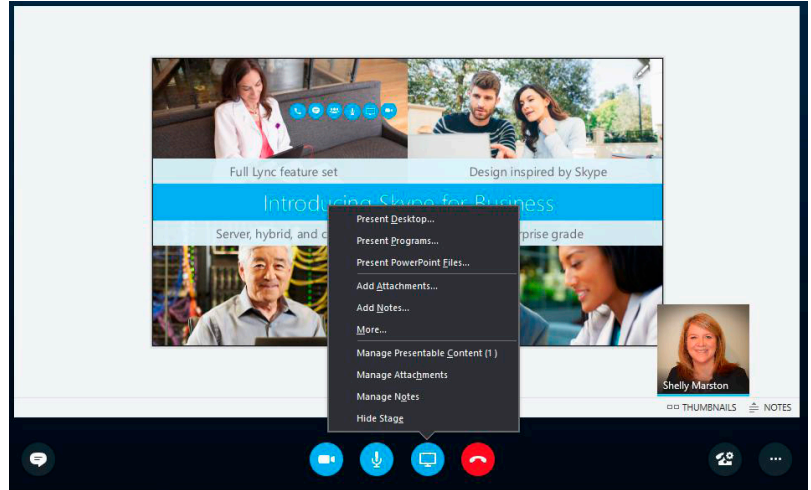 Full Lync feature set
Design inspired by Skype
Introducing Skype for Business
Server, hybrid, and
grade
Present Desktop...
Present Programs...
Present PowerPoint Files...
Add Attachments...
Add Notes...
More...
Manage Presentable Content (1)
Manage Attachments
Manage Notes
Hide Stage
Shelly Marston
THUMBNAILS
NOTES